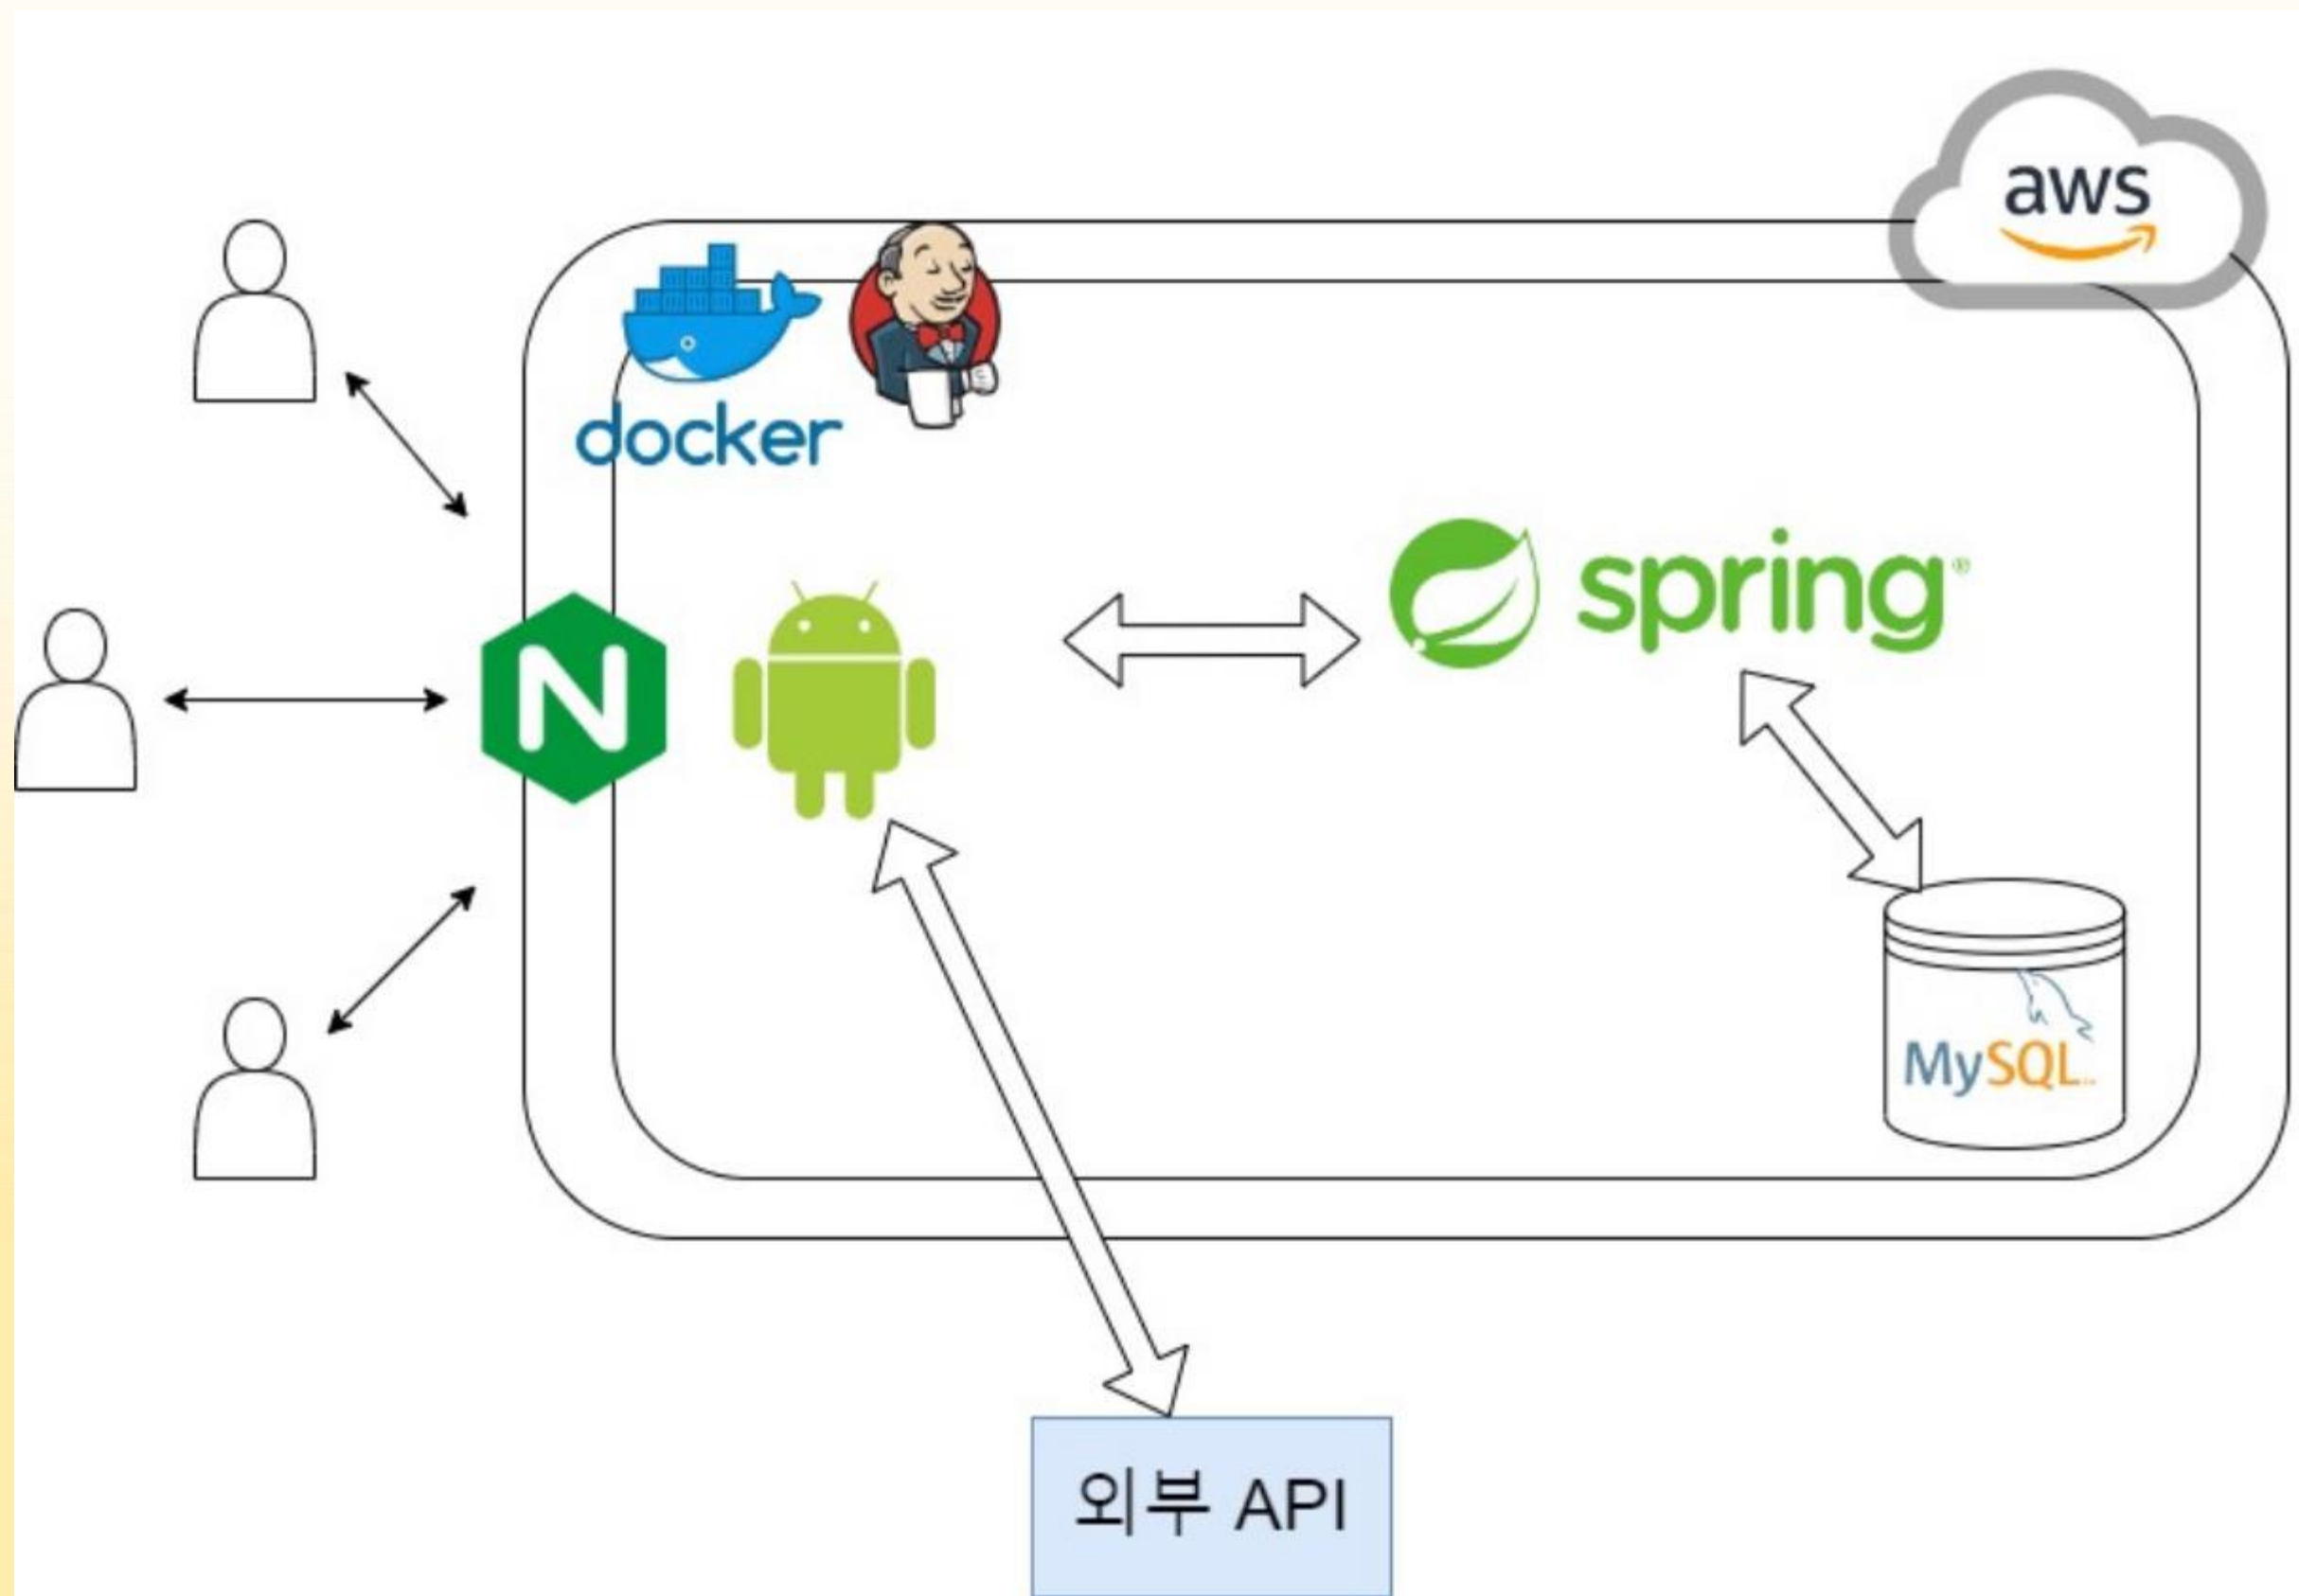 aws
docker
spring®
N
MySQL
외부 API